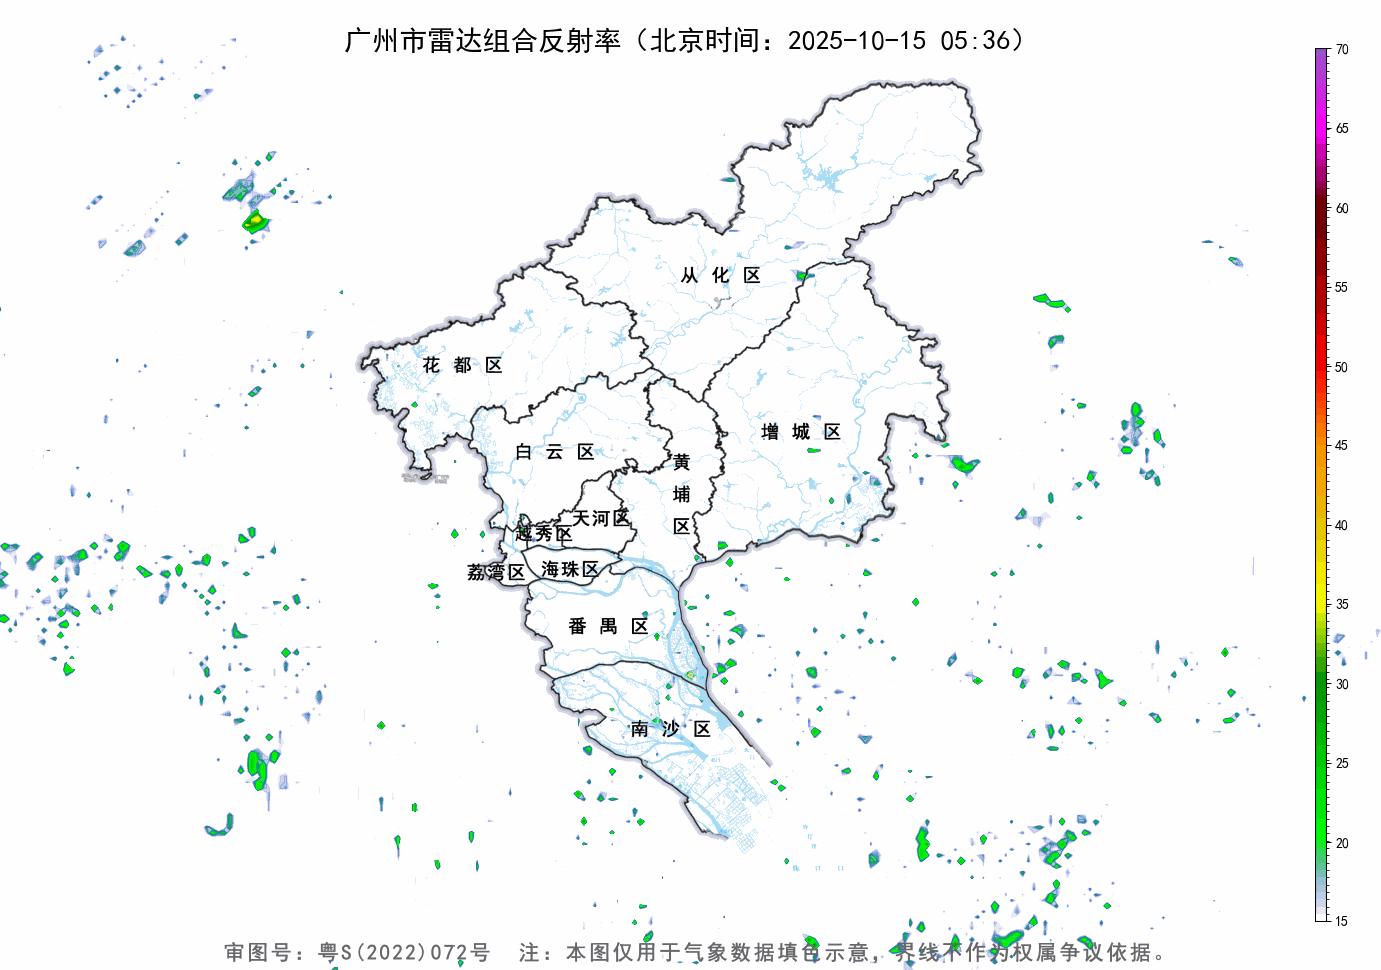 广州市雷达组合反射率（北京时间：2025-10-15 05:36）
70
65
60
55
50
45
40
35
30
25
20
15
从化区
花都区
增城区
白云区
黄埔区
天河区
越秀区
荔湾区
海珠区
番禺区
南沙区
审图号：粤S(2022)072号 注：本图仅用于气象数据填色示意，界线不作为权属争议依据。